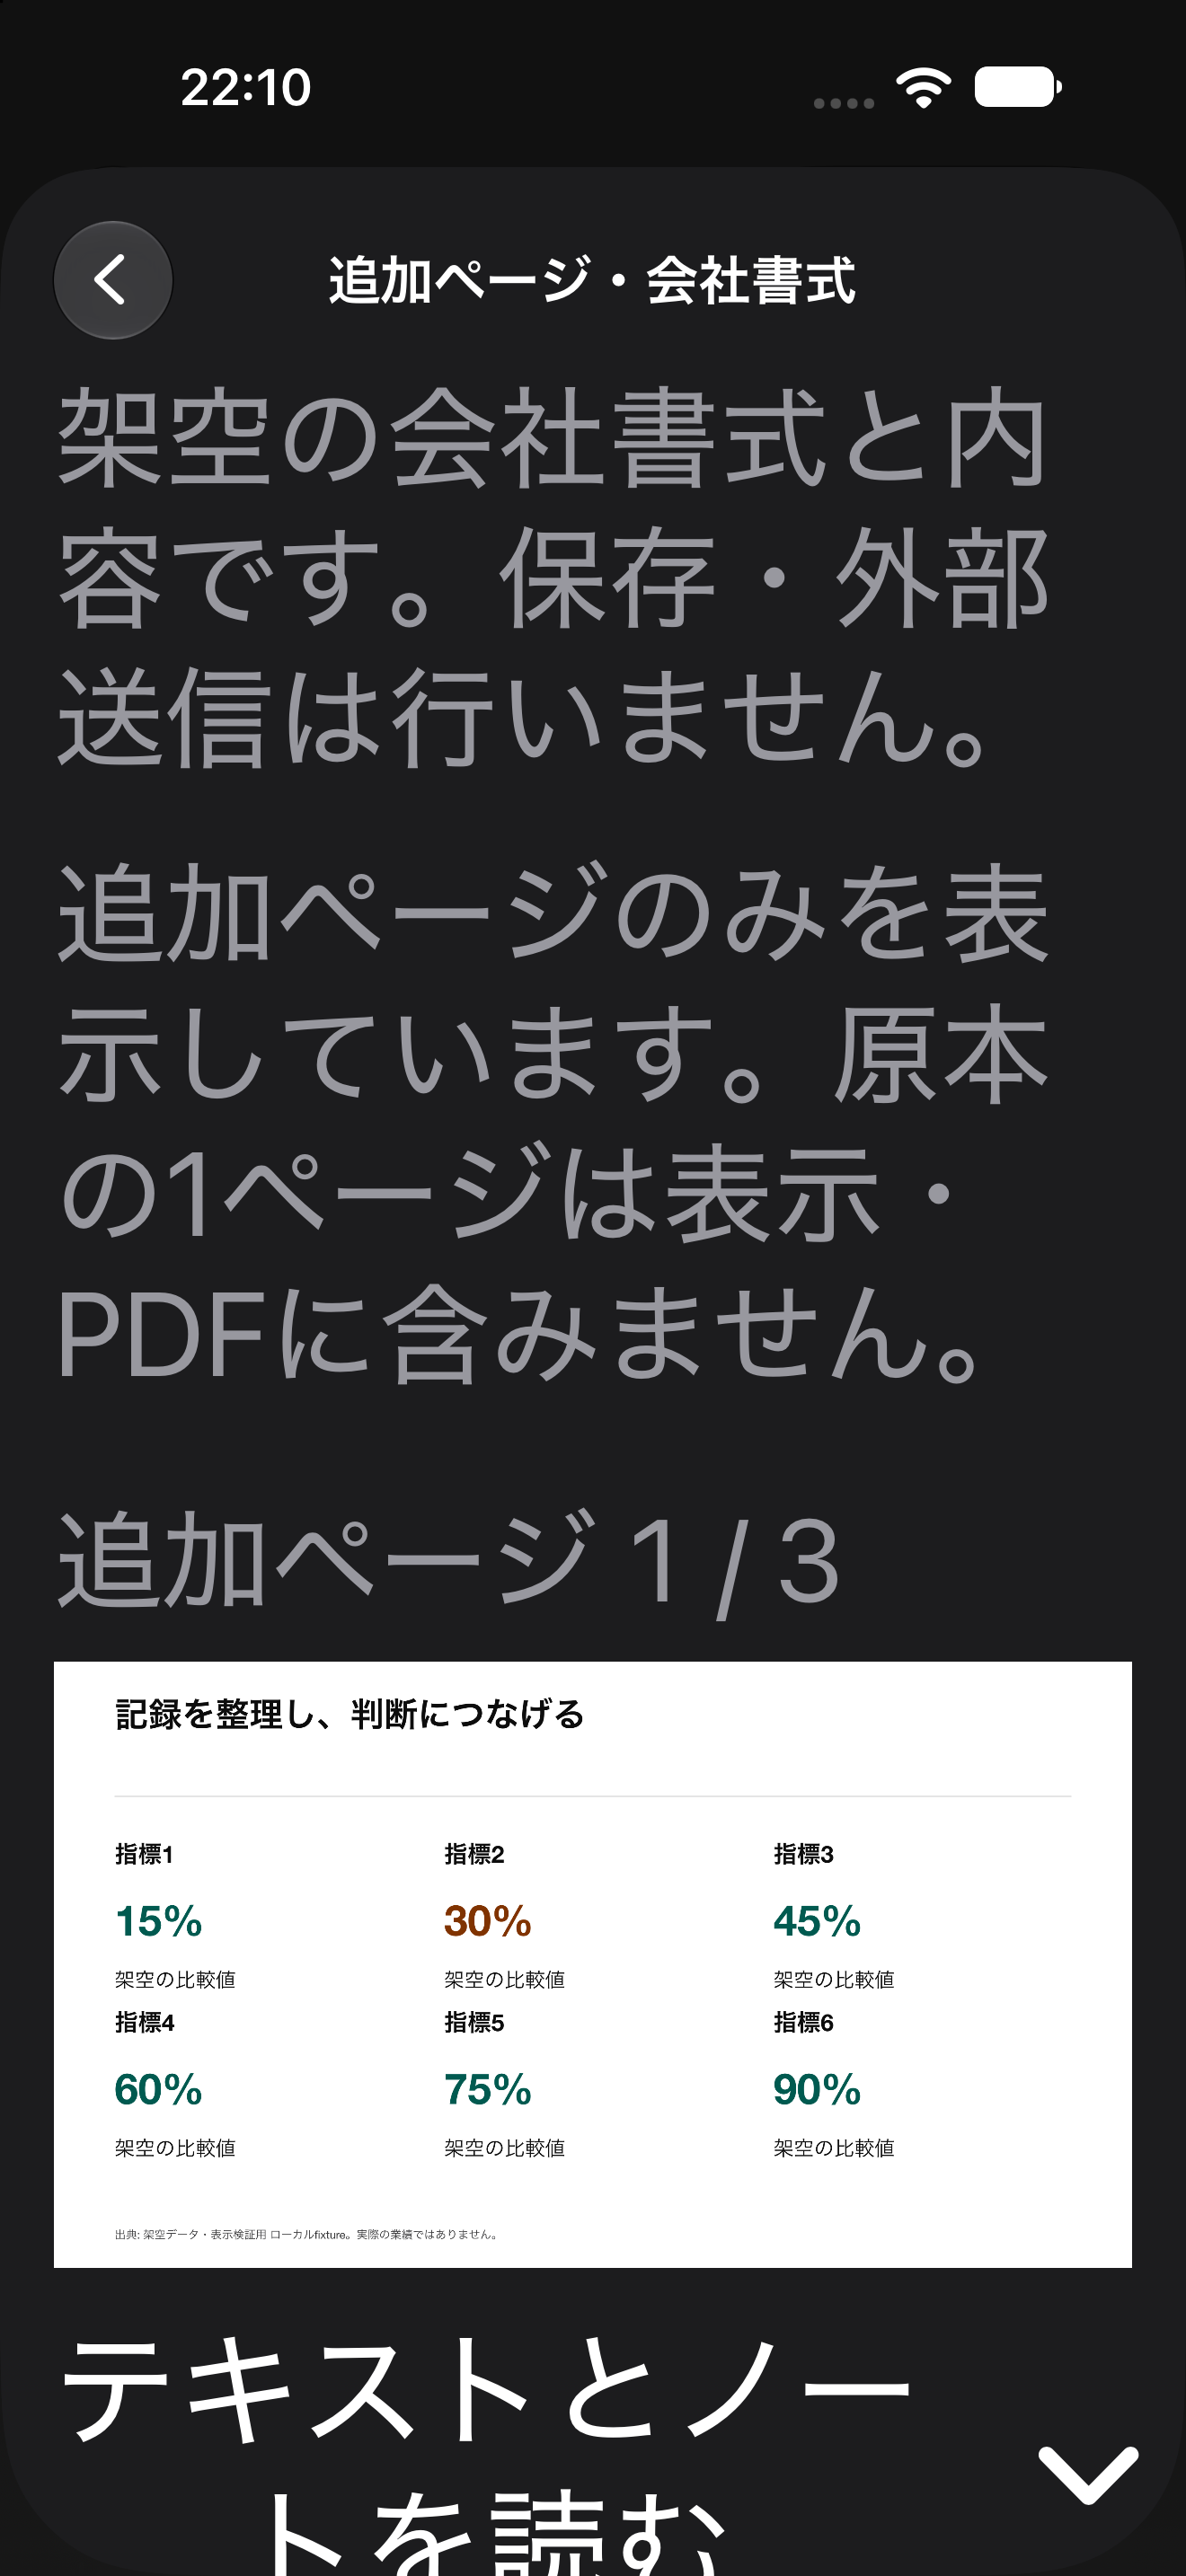 22:10
追加ページ・会社書式
架空の会社書式と内
容です。保存・外部
送信は行いません。
追加ページのみを表
示しています。原本
の1ページは表示・
PDFに含みません。
追加ページ 1 / 3
記録を整理し、判断につなげる
指標1 指標2 指標3
15% 30% 45%
架空の比較値 架空の比較値 架空の比較値
指標4 指標5 指標6
60% 75% 90%
架空の比較値 架空の比較値 架空の比較値
出典: 架空データ・表示検証用 ローカルfixture。実際の業績ではありません。
テキストとノー
トを読む